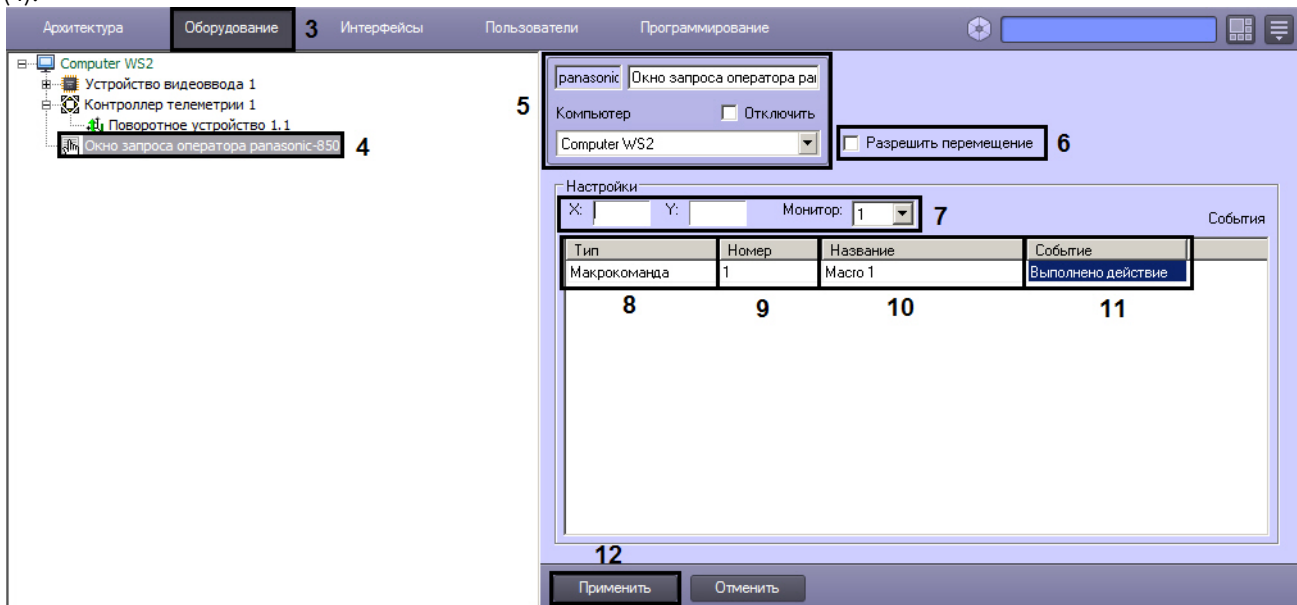 (4).
Архитектура Оборудование 3 Интерфейсы Пользователи Программирование
Computer WS2
Устройство видеоввода 1
Контроллер телеметрии 1
Поворотное устройство 1.1
Окно запроса оператора panasonic-850 4
5
panasonic Окно запроса оператора pai
Компьютер Отключить
Computer WS2
Разрешить перемещение 6
Настройки
X: Y: Монитор: 1 7
События
Тип Номер Название Событие
Макрокоманда 1 Macro 1 Выполнено действие
8 9 10 11
12
Применить Отменить